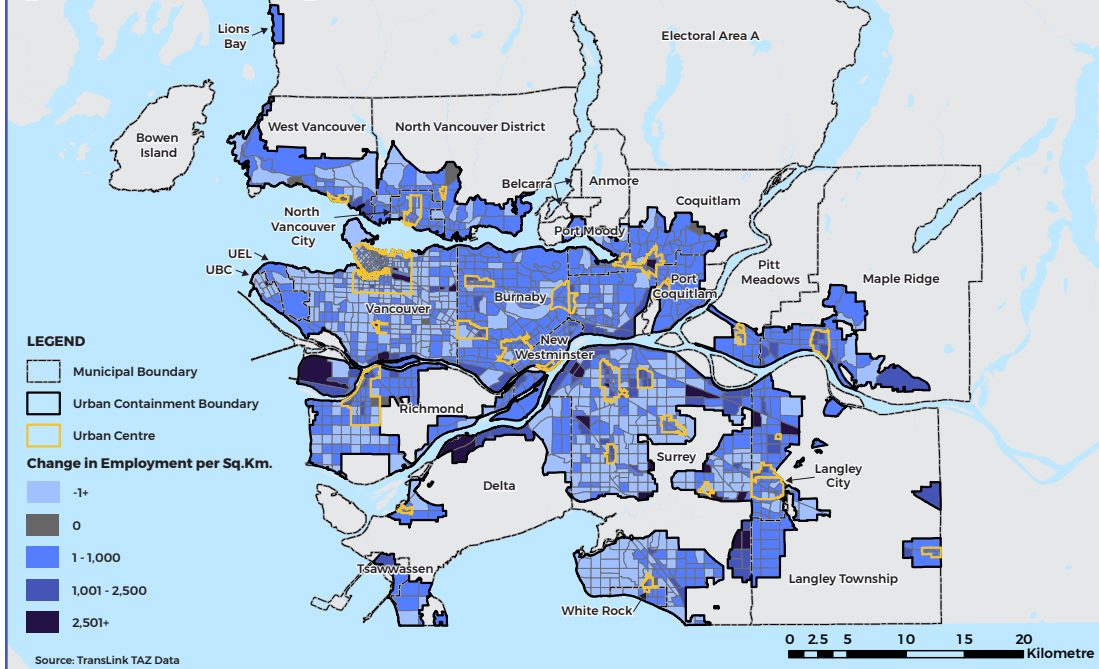 Lions
Bay
Electoral Area A
Bowen
Island
West Vancouver
North Vancouver District
Belcarra
Anmore
North
Vancouver
City
Coquitlam
Port Moody
UEL
UBC
Pitt
Meadows
Maple Ridge
Port
Coquitlam
Burnaby
Vancouver
New
Westminster
LEGEND
Municipal Boundary
Urban Containment Boundary
Urban Centre
Change in Employment per Sq.Km.
-1+
0
1 - 1,000
1,001 - 2,500
2,501+
Richmond
Surrey
Langley
City
Delta
Tsawwassen
Langley Township
White Rock
0 2.5 5 10 15 20
Kilometre
Source: TransLink TAZ Data